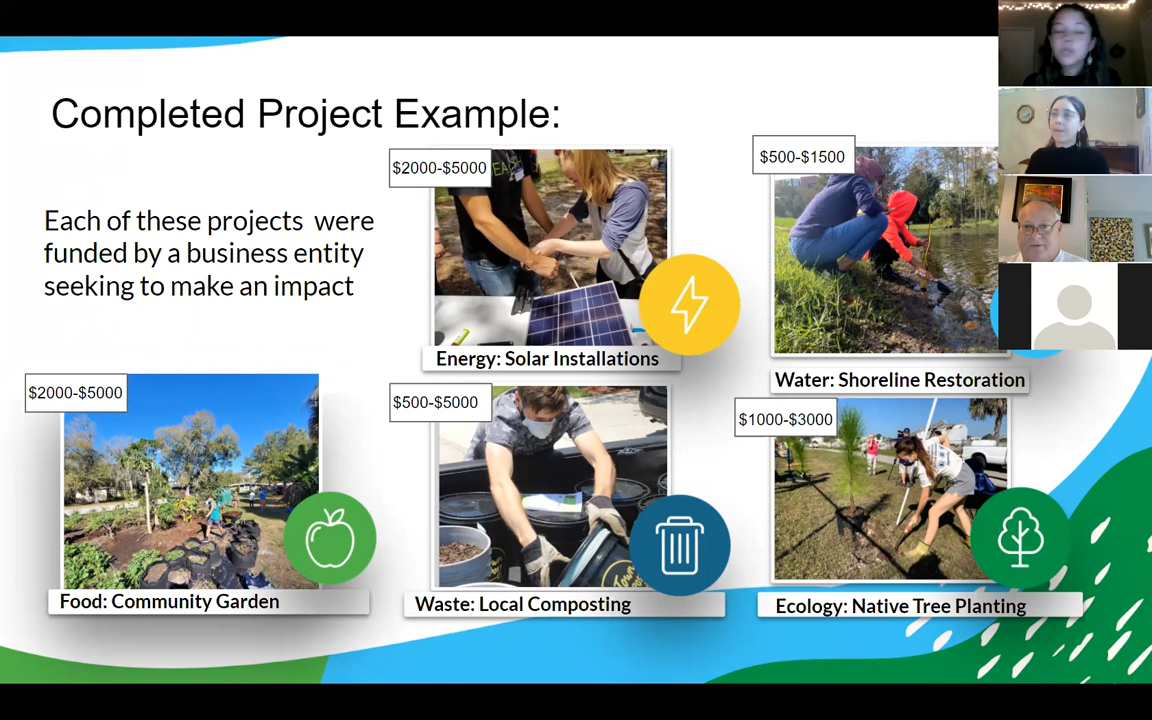 Completed Project Example:
Each of these projects were
funded by a business entity
seeking to make an impact
$2000-$5000
Energy: Solar Installations
$500-$1500
Water: Shoreline Restoration
$2000-$5000
Food: Community Garden
$500-$5000
Waste: Local Composting
$1000-$3000
Ecology: Native Tree Planting